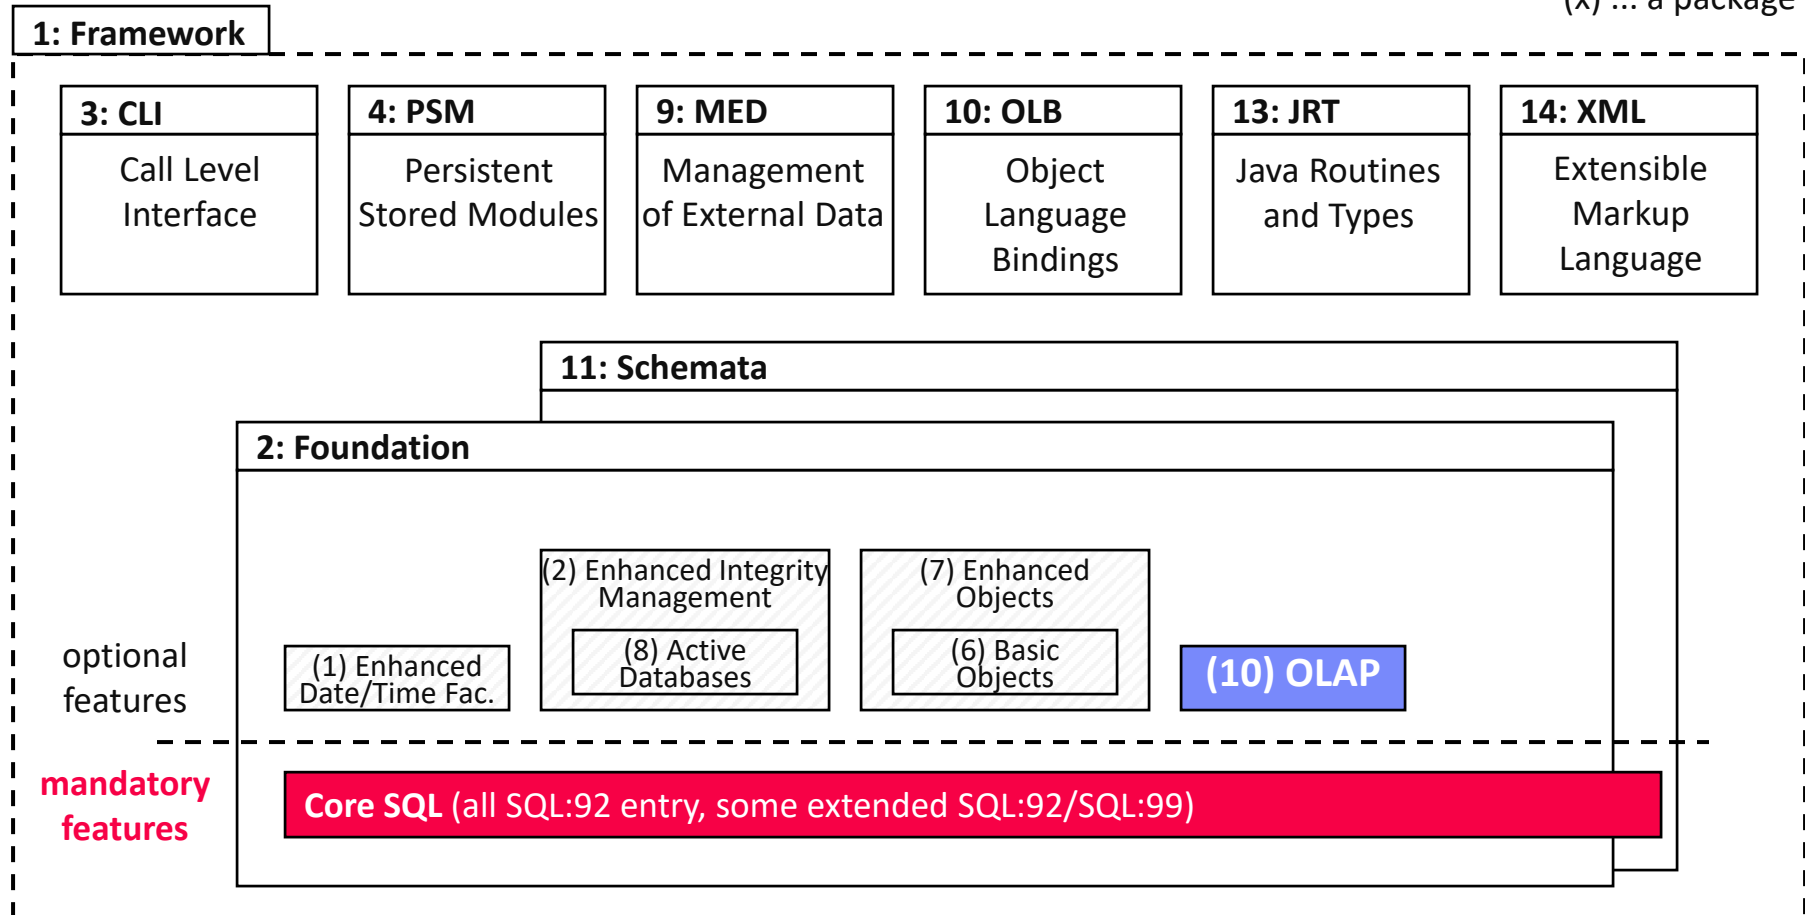 (x) ... a package
1: Framework
3: CLI
Call Level
Interface
4: PSM
Persistent
Stored Modules
9: MED
Management
of External Data
10: OLB
Object
Language
Bindings
13: JRT
Java Routines
and Types
14: XML
Extensible
Markup
Language
11: Schemata
2: Foundation
optional
features
(1) Enhanced
Date/Time Fac.
(2) Enhanced Integrity
Management
(8) Active
Databases
(7) Enhanced
Objects
(6) Basic
Objects
(10) OLAP
mandatory
features
Core SQL (all SQL:92 entry, some extended SQL:92/SQL:99)